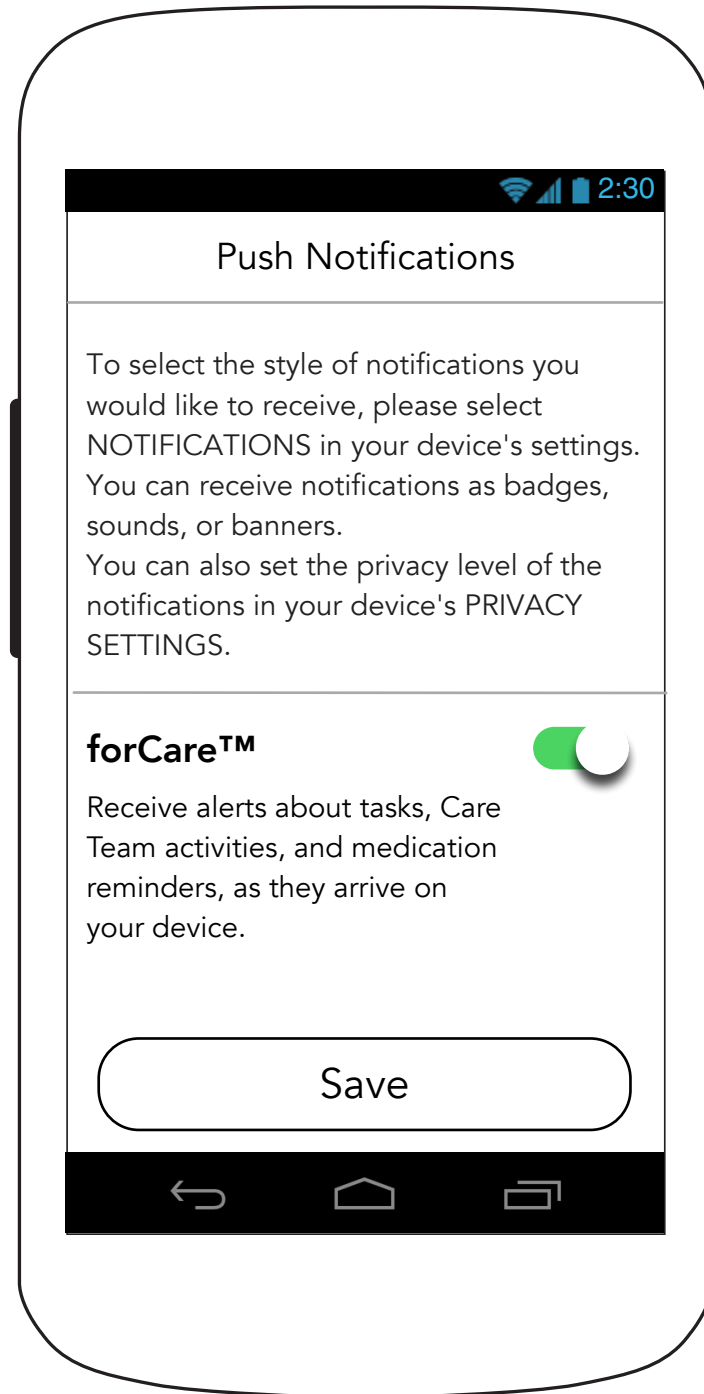 2:30
Push Notifications
To select the style of notifications you
would like to receive, please select
NOTIFICATIONS in your device's settings.
You can receive notifications as badges,
sounds, or banners.
You can also set the privacy level of the
notifications in your device's PRIVACY
SETTINGS.
forCare™
Receive alerts about tasks, Care
Team activities, and medication
reminders, as they arrive on
your device.
Save